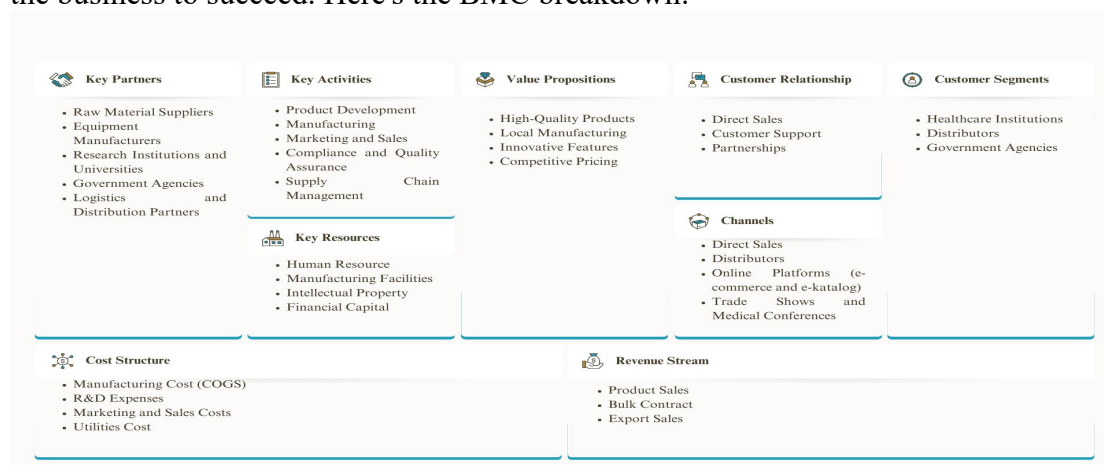 the business to succeed. Here's the BMC breakdown:
Key Partners
Raw Material Suppliers
Equipment
Manufacturers
Research Institutions and
Universities
Government Agencies
Logistics and
Distribution Partners
Key Activities
Product Development
Manufacturing
Marketing and Sales
Compliance and Quality
Assurance
Supply Chain
Management
Key Resources
Human Resource
Manufacturing Facilities
Intellectual Property
Financial Capital
Value Propositions
High-Quality Products
Local Manufacturing
Innovative Features
Competitive Pricing
Customer Relationship
Direct Sales
Customer Support
Partnerships
Channels
Direct Sales
Distributors
Online Platforms (e-
commerce and e-katalog)
Trade Shows and
Medical Conferences
Customer Segments
Healthcare Institutions
Distributors
Government Agencies
Cost Structure
Manufacturing Cost (COGS)
R&D Expenses
Marketing and Sales Costs
Utilities Cost
Revenue Stream
Product Sales
Bulk Contract
Export Sales